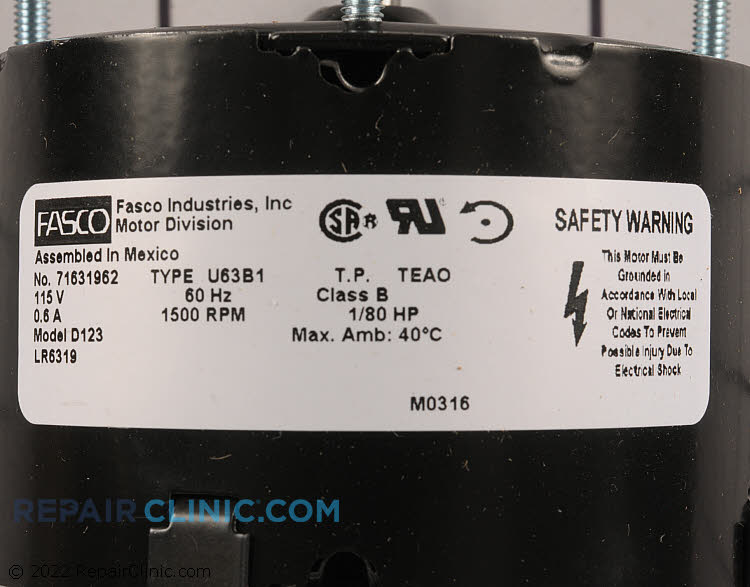 FASCO
Fasco Industries, Inc
Motor Division
SA R
RU
SAFETY WARNING
Assembled In Mexico
No. 71631962 TYPE U63B1 T.P. TEAO
115 V 60 Hz Class B
0.6 A 1500 RPM 1/80 HP
Model D123 Max. Amb: 40°C
LR6319
M0316
This Motor Must Be
Grounded in
Accordance With Local
Or National Electrical
Codes To Prevent
Possible Injury Due To
Electrical Shock
REPAIRCLINIC.COM
© 2022 RepairClinic.com